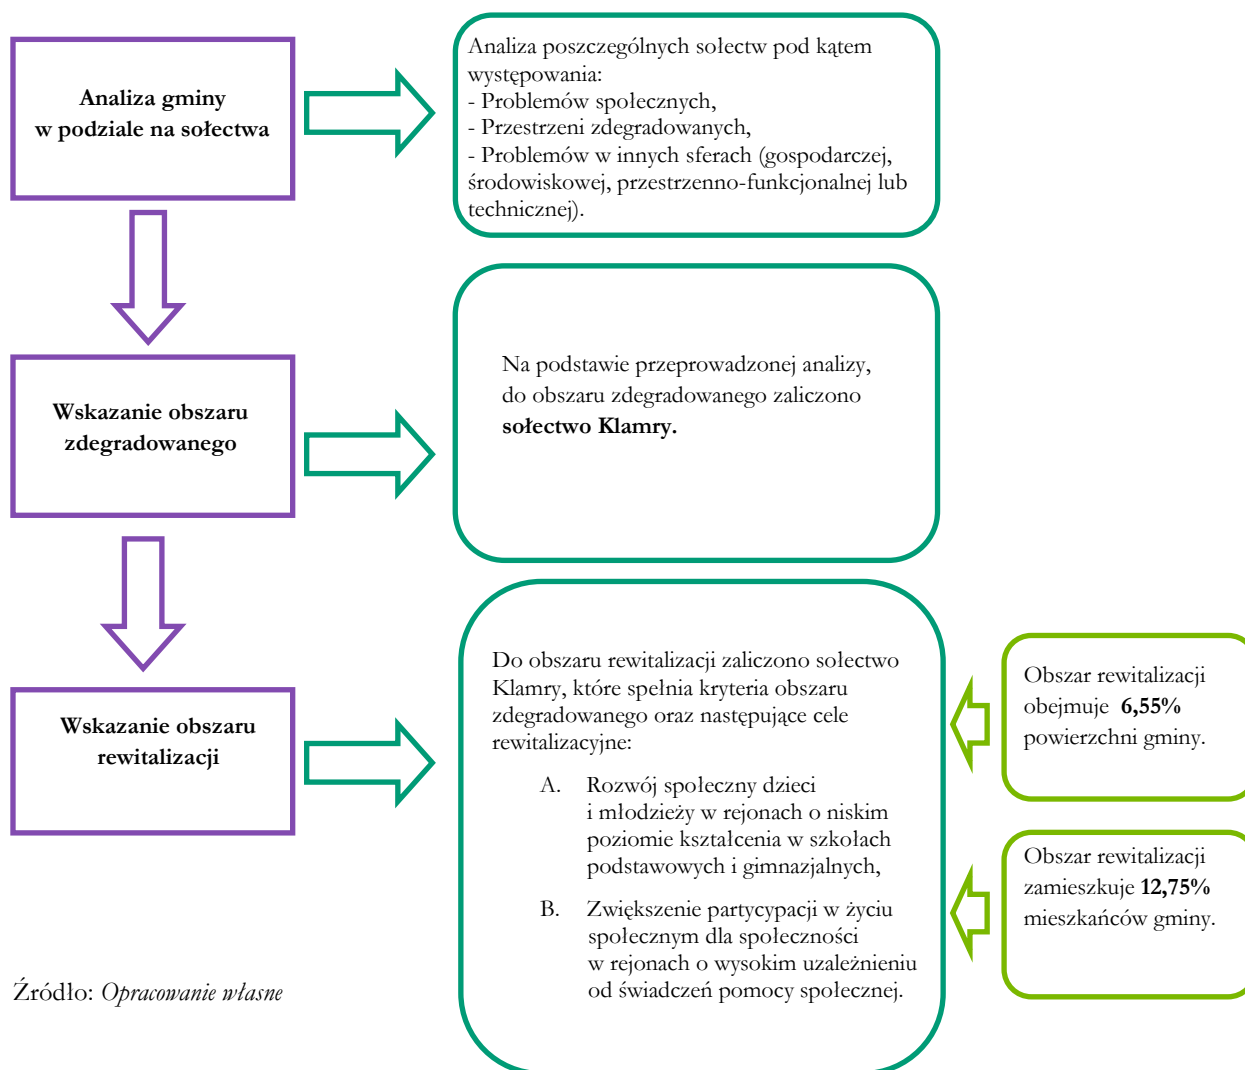 Analiza gminy
w podziale na sołectwa
Analiza poszczególnych sołectw pod kątem
występowania:
- Problemów społecznych,
- Przestrzeni zdegradowanych,
- Problemów w innych sferach (gospodarczej,
środowiskowej, przestrzenno-funkcjonalnej lub
technicznej).
Wskazanie obszaru
zdegradowanego
Na podstawie przeprowadzonej analizy,
do obszaru zdegradowanego zaliczono
sołectwo Klamry.
Wskazanie obszaru
rewitalizacji
Do obszaru rewitalizacji zaliczono sołectwo
Klamry, które spełnia kryteria obszaru
zdegradowanego oraz następujące cele
rewitalizacyjne:
A. Rozwój społeczny dzieci
i młodzieży w rejonach o niskim
poziomie kształcenia w szkołach
podstawowych i gimnazjalnych,
B. Zwiększenie partycypacji w życiu
społecznym dla społeczności
w rejonach o wysokim uzależnieniu
od świadczeń pomocy społecznej.
Obszar rewitalizacji
obejmuje 6,55%
powierzchni gminy.
Obszar rewitalizacji
zamieszkuje 12,75%
mieszkańców gminy.
Źródło: Opracowanie własne